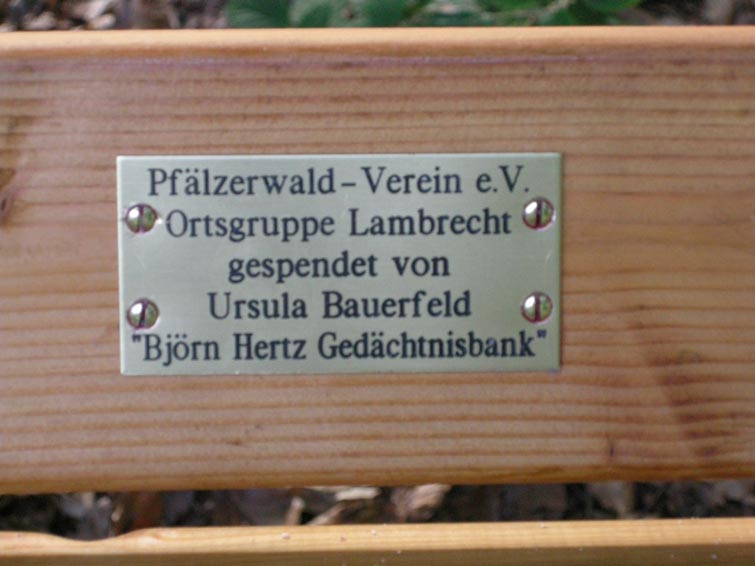 Pfälzerwald-Verein e.V.
Ortsgruppe Lambrecht
gespendet von
Ursula Bauerfeld
"Björn Hertz Gedächtnisbank"